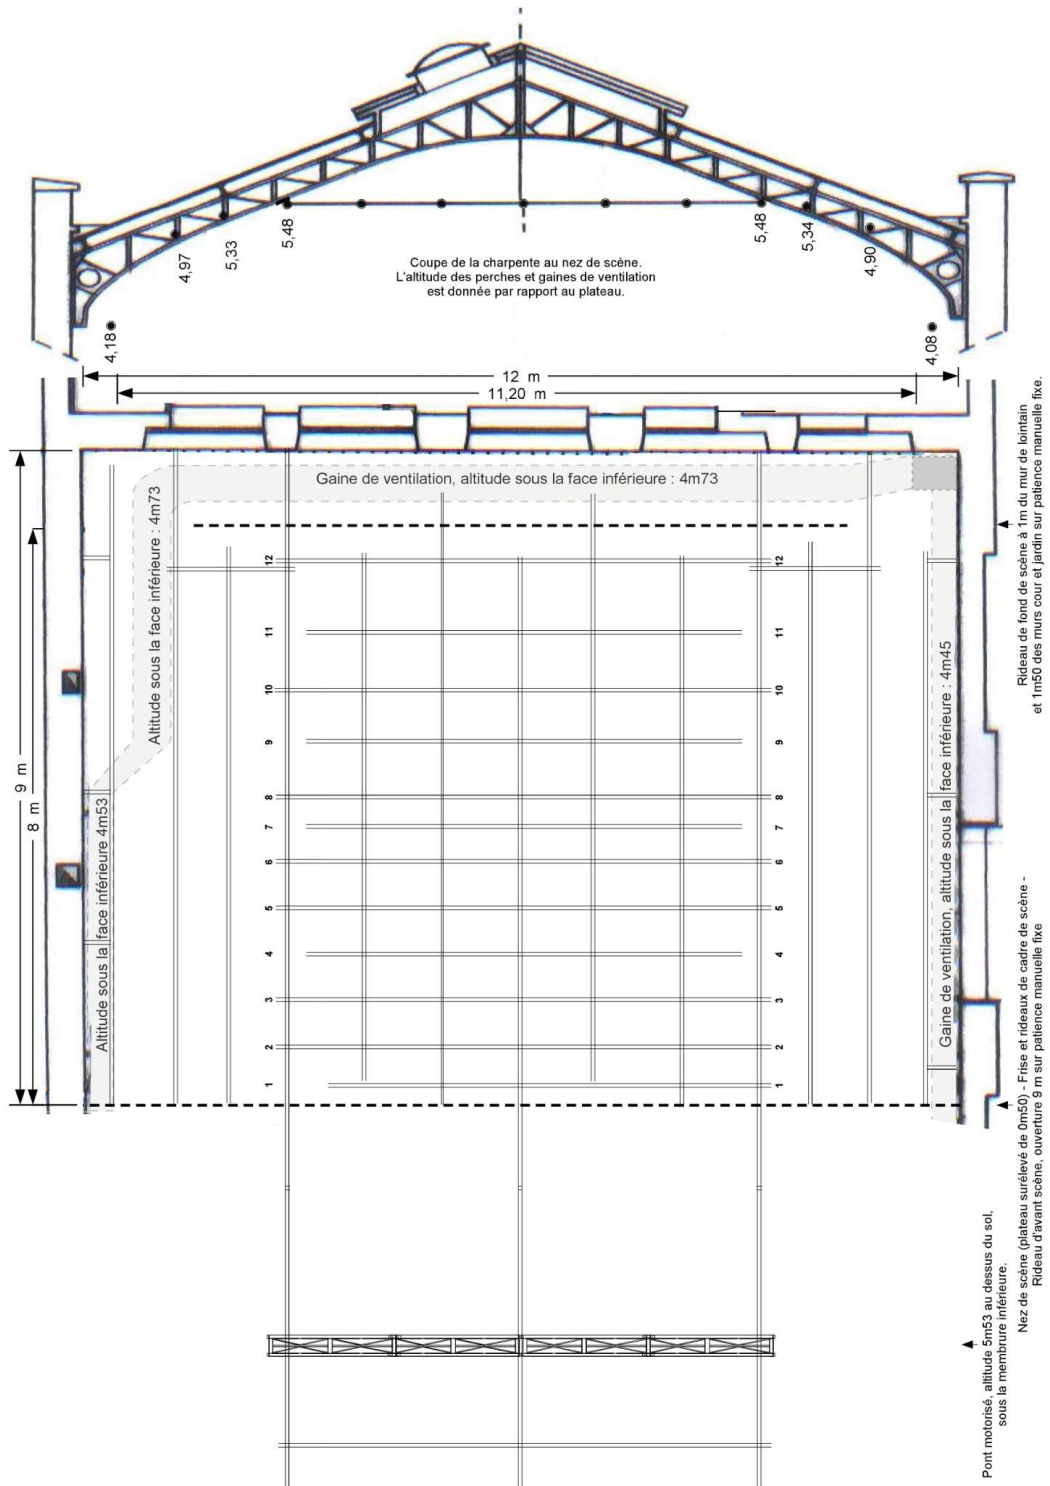 4,97
5,33
5,48
5,48
5,34
4,90
Coupe de la charpente au nez de scène.
L'altitude des perches et gaines de ventilation
est donnée par rapport au plateau.
4,18
4,08
12 m
11,20 m
Gaine de ventilation, altitude sous la face inférieure : 4m73
Altitude sous la face inférieure : 4m73
Altitude sous la face inférieure 4m53
Gaine de ventilation, altitude sous la face inférieure : 4m45
9 m
8 m
12 12
11 11
10 10
9 9
8 8
7 7
6 6
5 5
4 4
3 3
2 2
1 1
Rideau de fond de scène à 1m du mur de lointain
et 1m50 des murs cour et jardin sur patience manuelle fixe.
Nez de scène (plateau surélevé de 0m50) - Frise et rideaux de cadre de scène -
Rideau d'avant scène, ouverture 9 m sur patience manuelle fixe
Pont motorisé, altitude 5m53 au dessus du sol,
sous la membrure inférieure.